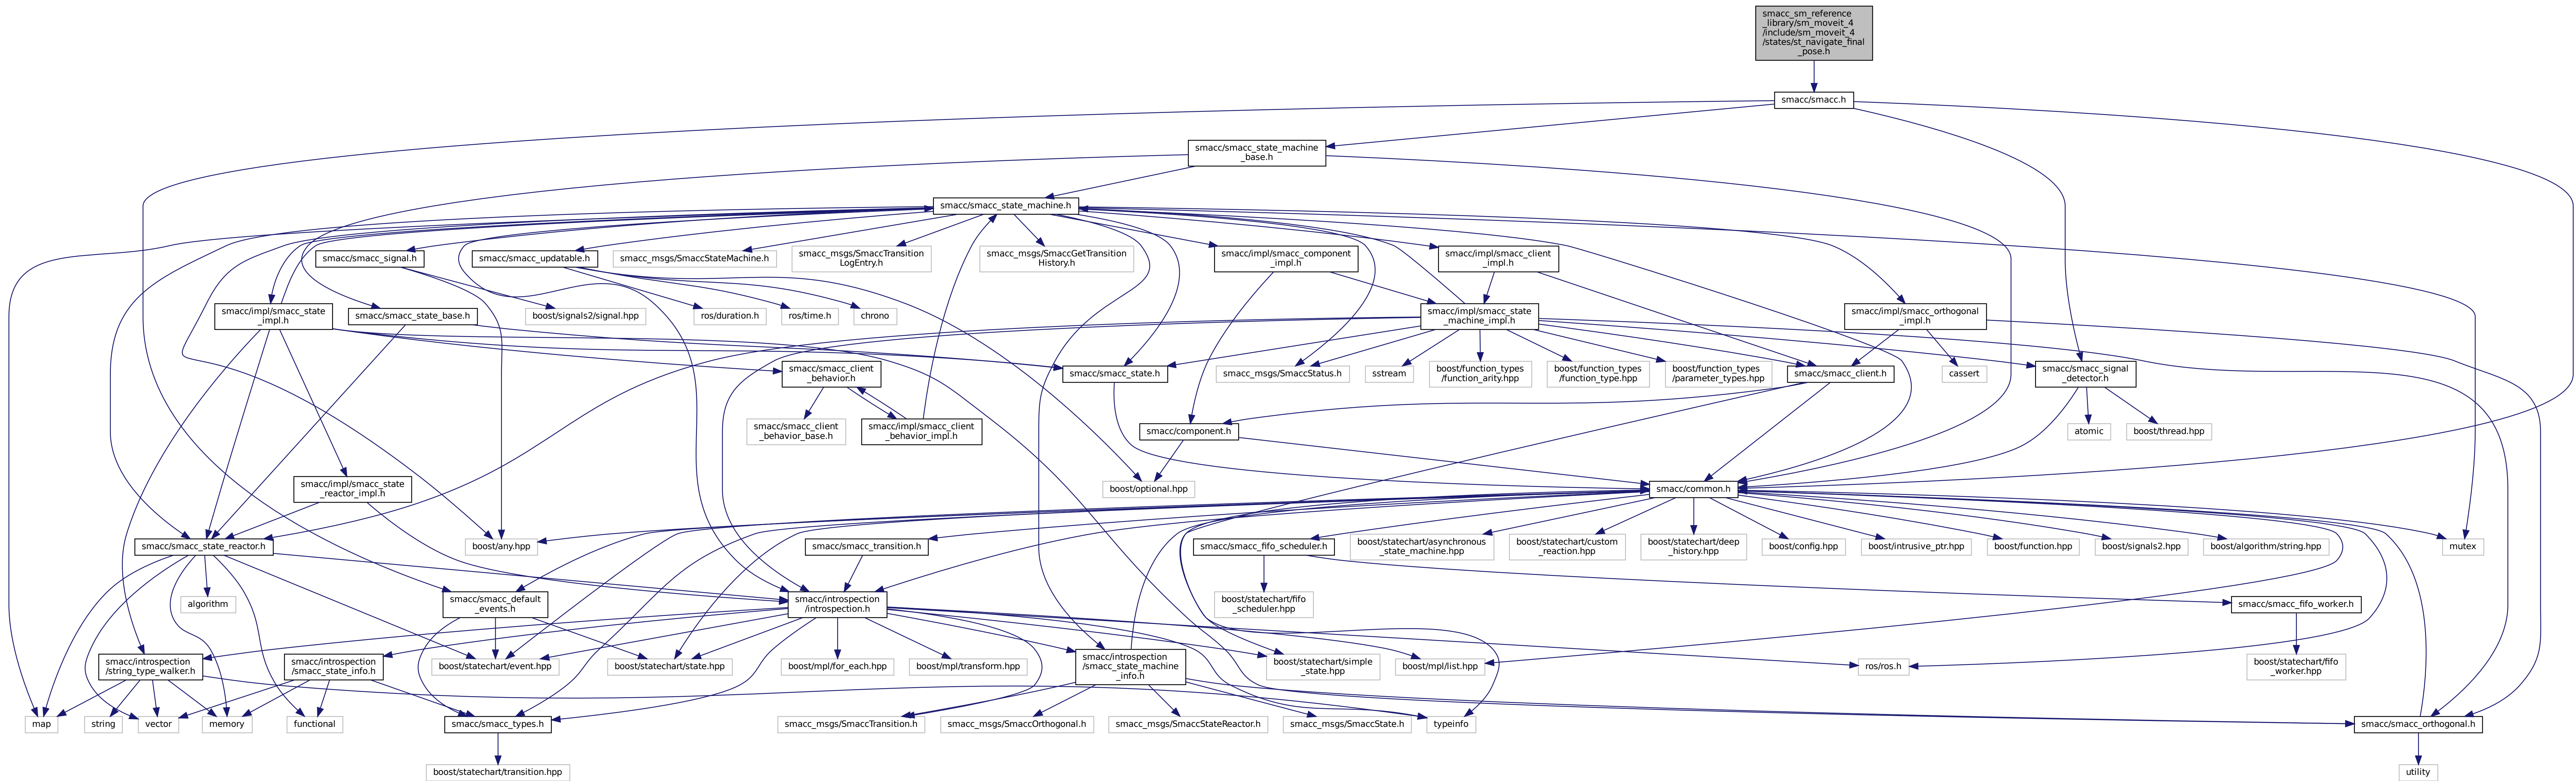 smacc_sm_reference
_library/sm_moveit_4
/include/sm_moveit_4
/states/st_navigate_final
_pose.h
smacc/smacc.h
smacc/smacc_state_machine
_base.h
smacc/smacc_state_machine.h
smacc/smacc_signal.h
smacc/smacc_updatable.h
smacc_msgs/SmaccStateMachine.h
smacc_msgs/SmaccTransition
LogEntry.h
smacc_msgs/SmaccGetTransition
History.h
smacc/impl/smacc_component
_impl.h
smacc/impl/smacc_client
_impl.h
smacc/impl/smacc_state
_impl.h
smacc/smacc_state_base.h
boost/signals2/signal.hpp
ros/duration.h
ros/time.h
chrono
smacc/impl/smacc_state
_machine_impl.h
smacc/impl/smacc_orthogonal
_impl.h
smacc/smacc_client
_behavior.h
smacc/smacc_state.h
smacc_msgs/SmaccStatus.h
sstream
boost/function_types
/function_arity.hpp
boost/function_types
/function_type.hpp
boost/function_types
/parameter_types.hpp
smacc/smacc_client.h
cassert
smacc/smacc_signal
_detector.h
smacc/smacc_client
_behavior_base.h
smacc/impl/smacc_client
_behavior_impl.h
smacc/component.h
atomic
boost/thread.hpp
smacc/impl/smacc_state
_reactor_impl.h
boost/optional.hpp
smacc/common.h
smacc/smacc_state_reactor.h
boost/any.hpp
smacc/smacc_transition.h
smacc/smacc_fifo_scheduler.h
boost/statechart/asynchronous
_state_machine.hpp
boost/statechart/custom
_reaction.hpp
boost/statechart/deep
_history.hpp
boost/config.hpp
boost/intrusive_ptr.hpp
boost/function.hpp
boost/signals2.hpp
boost/algorithm/string.hpp
mutex
algorithm
smacc/smacc_default
_events.h
smacc/introspection
/introspection.h
boost/statechart/fifo
_scheduler.hpp
smacc/smacc_fifo_worker.h
smacc/introspection
/string_type_walker.h
smacc/introspection
/smacc_state_info.h
boost/statechart/event.hpp
boost/statechart/state.hpp
boost/mpl/for_each.hpp
boost/mpl/transform.hpp
smacc/introspection
/smacc_state_machine
_info.h
boost/statechart/simple
_state.hpp
boost/mpl/list.hpp
ros/ros.h
boost/statechart/fifo
_worker.hpp
map
string
vector
memory
functional
smacc/smacc_types.h
smacc_msgs/SmaccTransition.h
smacc_msgs/SmaccOrthogonal.h
smacc_msgs/SmaccStateReactor.h
smacc_msgs/SmaccState.h
typeinfo
smacc/smacc_orthogonal.h
boost/statechart/transition.hpp
utility